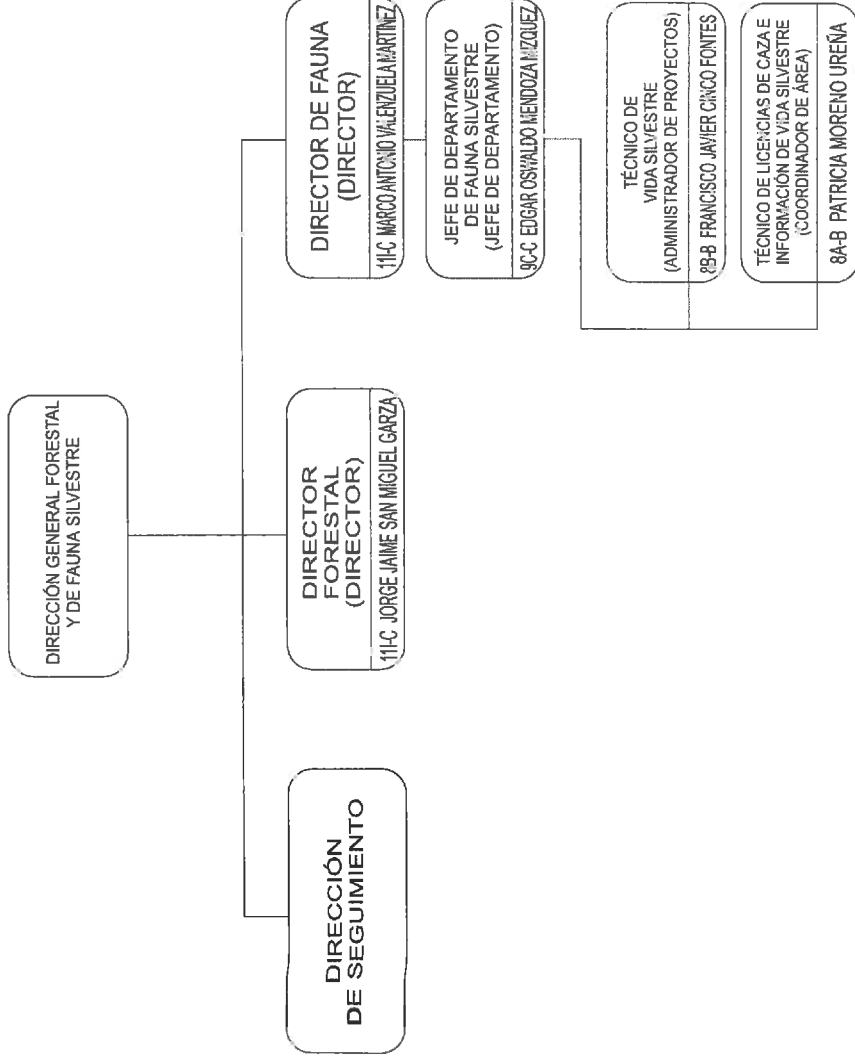 DIRECCIÓN GENERAL FORESTAL
Y DE FAUNA SILVESTRE
DIRECCIÓN
DE SEGUIMIENTO
DIRECTOR
FORESTAL
(DIRECTOR)
11I-C JORGE JAIME SAN MIGUEL GARZA
DIRECTOR DE FAUNA
(DIRECTOR)
11I-C MARCO ANTONIO VALENZUELA MARTINEZ
JEFE DE DEPARTAMENTO
DE FAUNA SILVESTRE
(JEFE DE DEPARTAMENTO)
9C-C EDGAR OSWALDO MENDOZA MIZQUEZ
TÉCNICO DE
VIDA SILVESTRE
(ADMINISTRADOR DE PROYECTOS)
8B-B FRANCISCO JAVIER CINCO FONTES
TÉCNICO DE LICENCIAS DE CAZA E
INFORMACIÓN DE VIDA SILVESTRE
(COORDINADOR DE ÁREA)
8A-B PATRICIA MORENO UREÑA